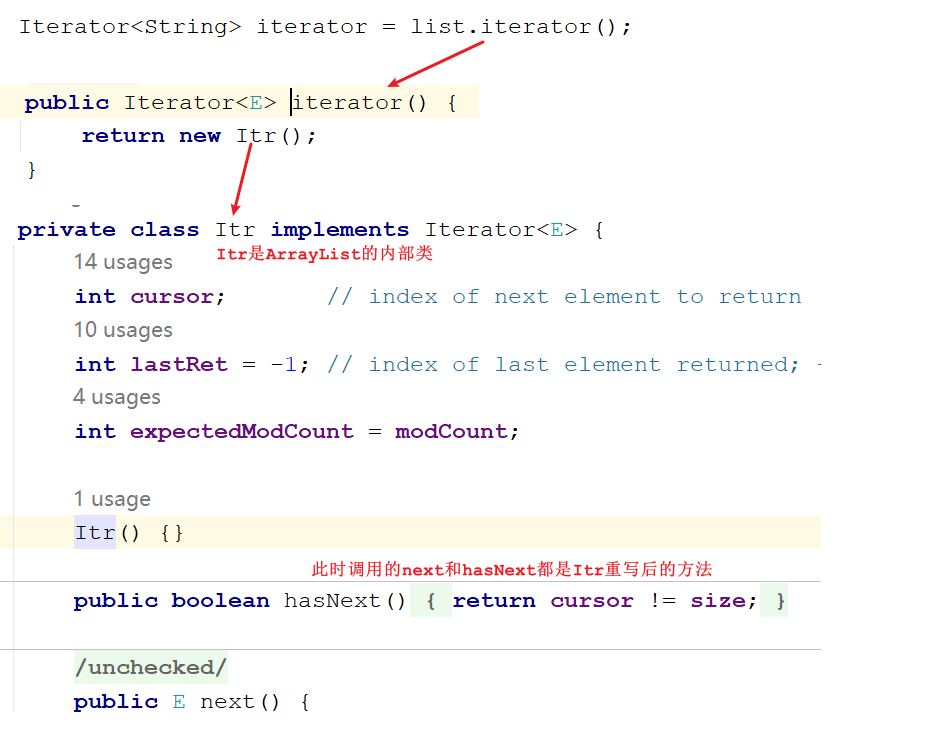 Iterator<String> iterator = list.iterator();
public Iterator<E> iterator() {
return new Itr();
}
private class Itr implements Iterator<E> {
Itr是ArrayList的内部类
14 usages
int cursor; // index of next element to return
10 usages
int lastRet = -1; // index of last element returned; -
4 usages
int expectedModCount = modCount;
1 usage
Itr() {}
此时调用的next和hasNext都是Itr重写后的方法
public boolean hasNext() { return cursor != size; }
/unchecked/
public E next() {